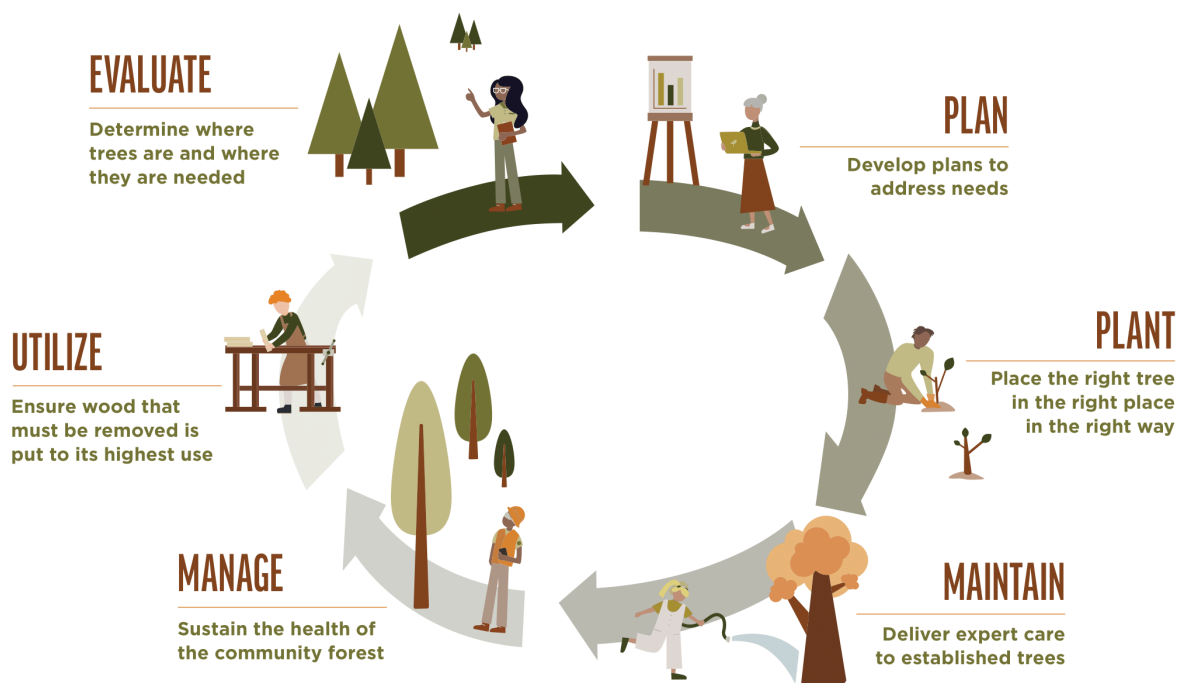 EVALUATE
Determine where
trees are and where
they are needed
PLAN
Develop plans to
address needs
PLANT
Place the right tree
in the right place
in the right way
MAINTAIN
Deliver expert care
to established trees
MANAGE
Sustain the health of
the community forest
UTILIZE
Ensure wood that
must be removed is
put to its highest use